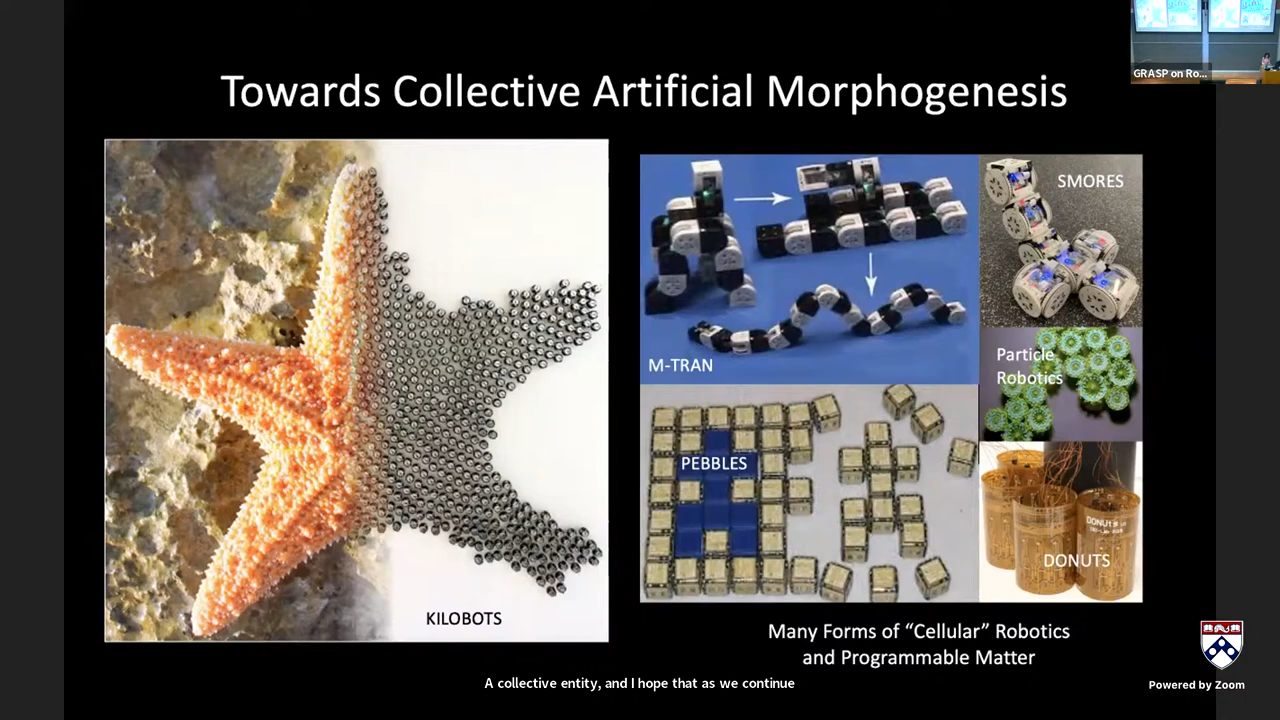 GRASP on Ro...
Towards Collective Artificial Morphogenesis
SMORES
M-TRAN
Particle
Robotics
PEBBLES
DONUTS
DONUTS
KILOBOTS
Many Forms of “Cellular” Robotics
and Programmable Matter
A collective entity, and I hope that as we continue
Powered by Zoom